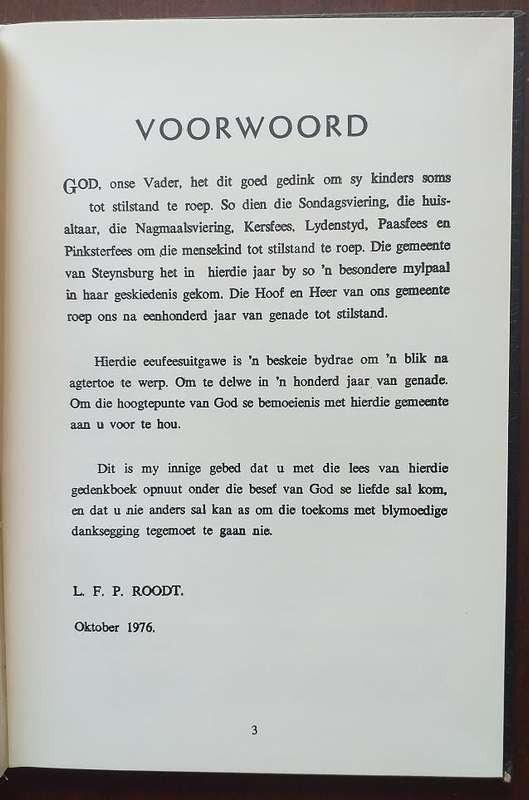 VOORWOORD
GOD, onse Vader, het dit goed gedink om sy kinders soms
tot stilstand te roep. So dien die Sondagsviering, die huis-
altaar, die Nagmaalsviering, Kersfees, Lydenstyd, Paasfees en
Pinksterfees om die mensekind tot stilstand te roep. Die gemeente
van Steynsburg het in hierdie jaar by so 'n besondere mylpaal
in haar geskiedenis gekom. Die Hoof en Heer van ons gemeente
roep ons na eenhonderd jaar van genade tot stilstand.
Hierdie eeufeesuitgawe is 'n beskeie bydrae om 'n blik na
agtertoe te werp. Om te delwe in 'n honderd jaar van genade.
Om die hoogtepunte van God se bemoeienis met hierdie gemeente
aan u voor te hou.
Dit is my innige gebed dat u met die lees van hierdie
gedenkboek opnuut onder die besef van God se liefde sal kom,
en dat u nie anders sal kan as om die toekoms met blymoedige
danksegging tegemoet te gaan nie.
L. F. P. ROODT.
Oktober 1976.
3